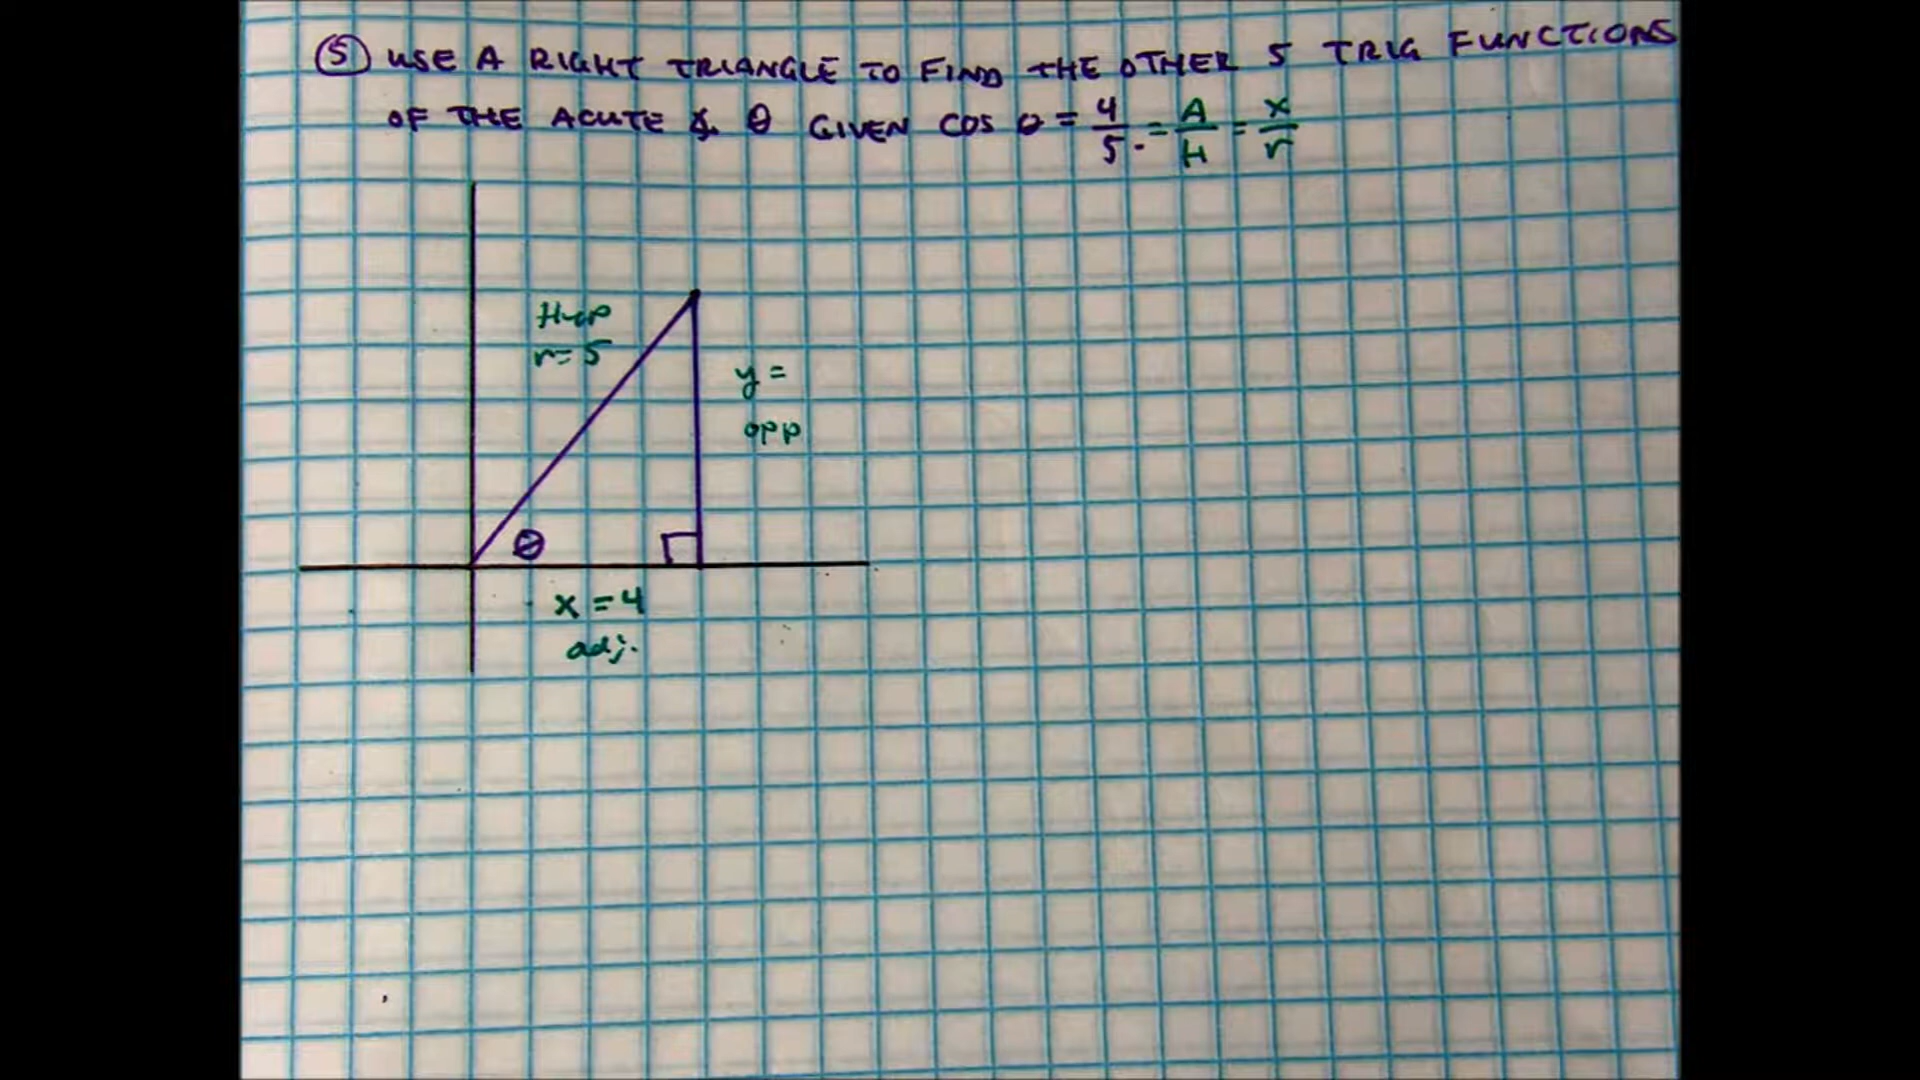 ⑤ USE A RIGHT TRIANGLE TO FIND THE OTHER 5 TRIG FUNCTIONS
OF THE ACUTE ∡ θ GIVEN COS θ = 4/5. = A/H = x/r
Hyp
r = 5
y =
opp
θ
x = 4
adj.